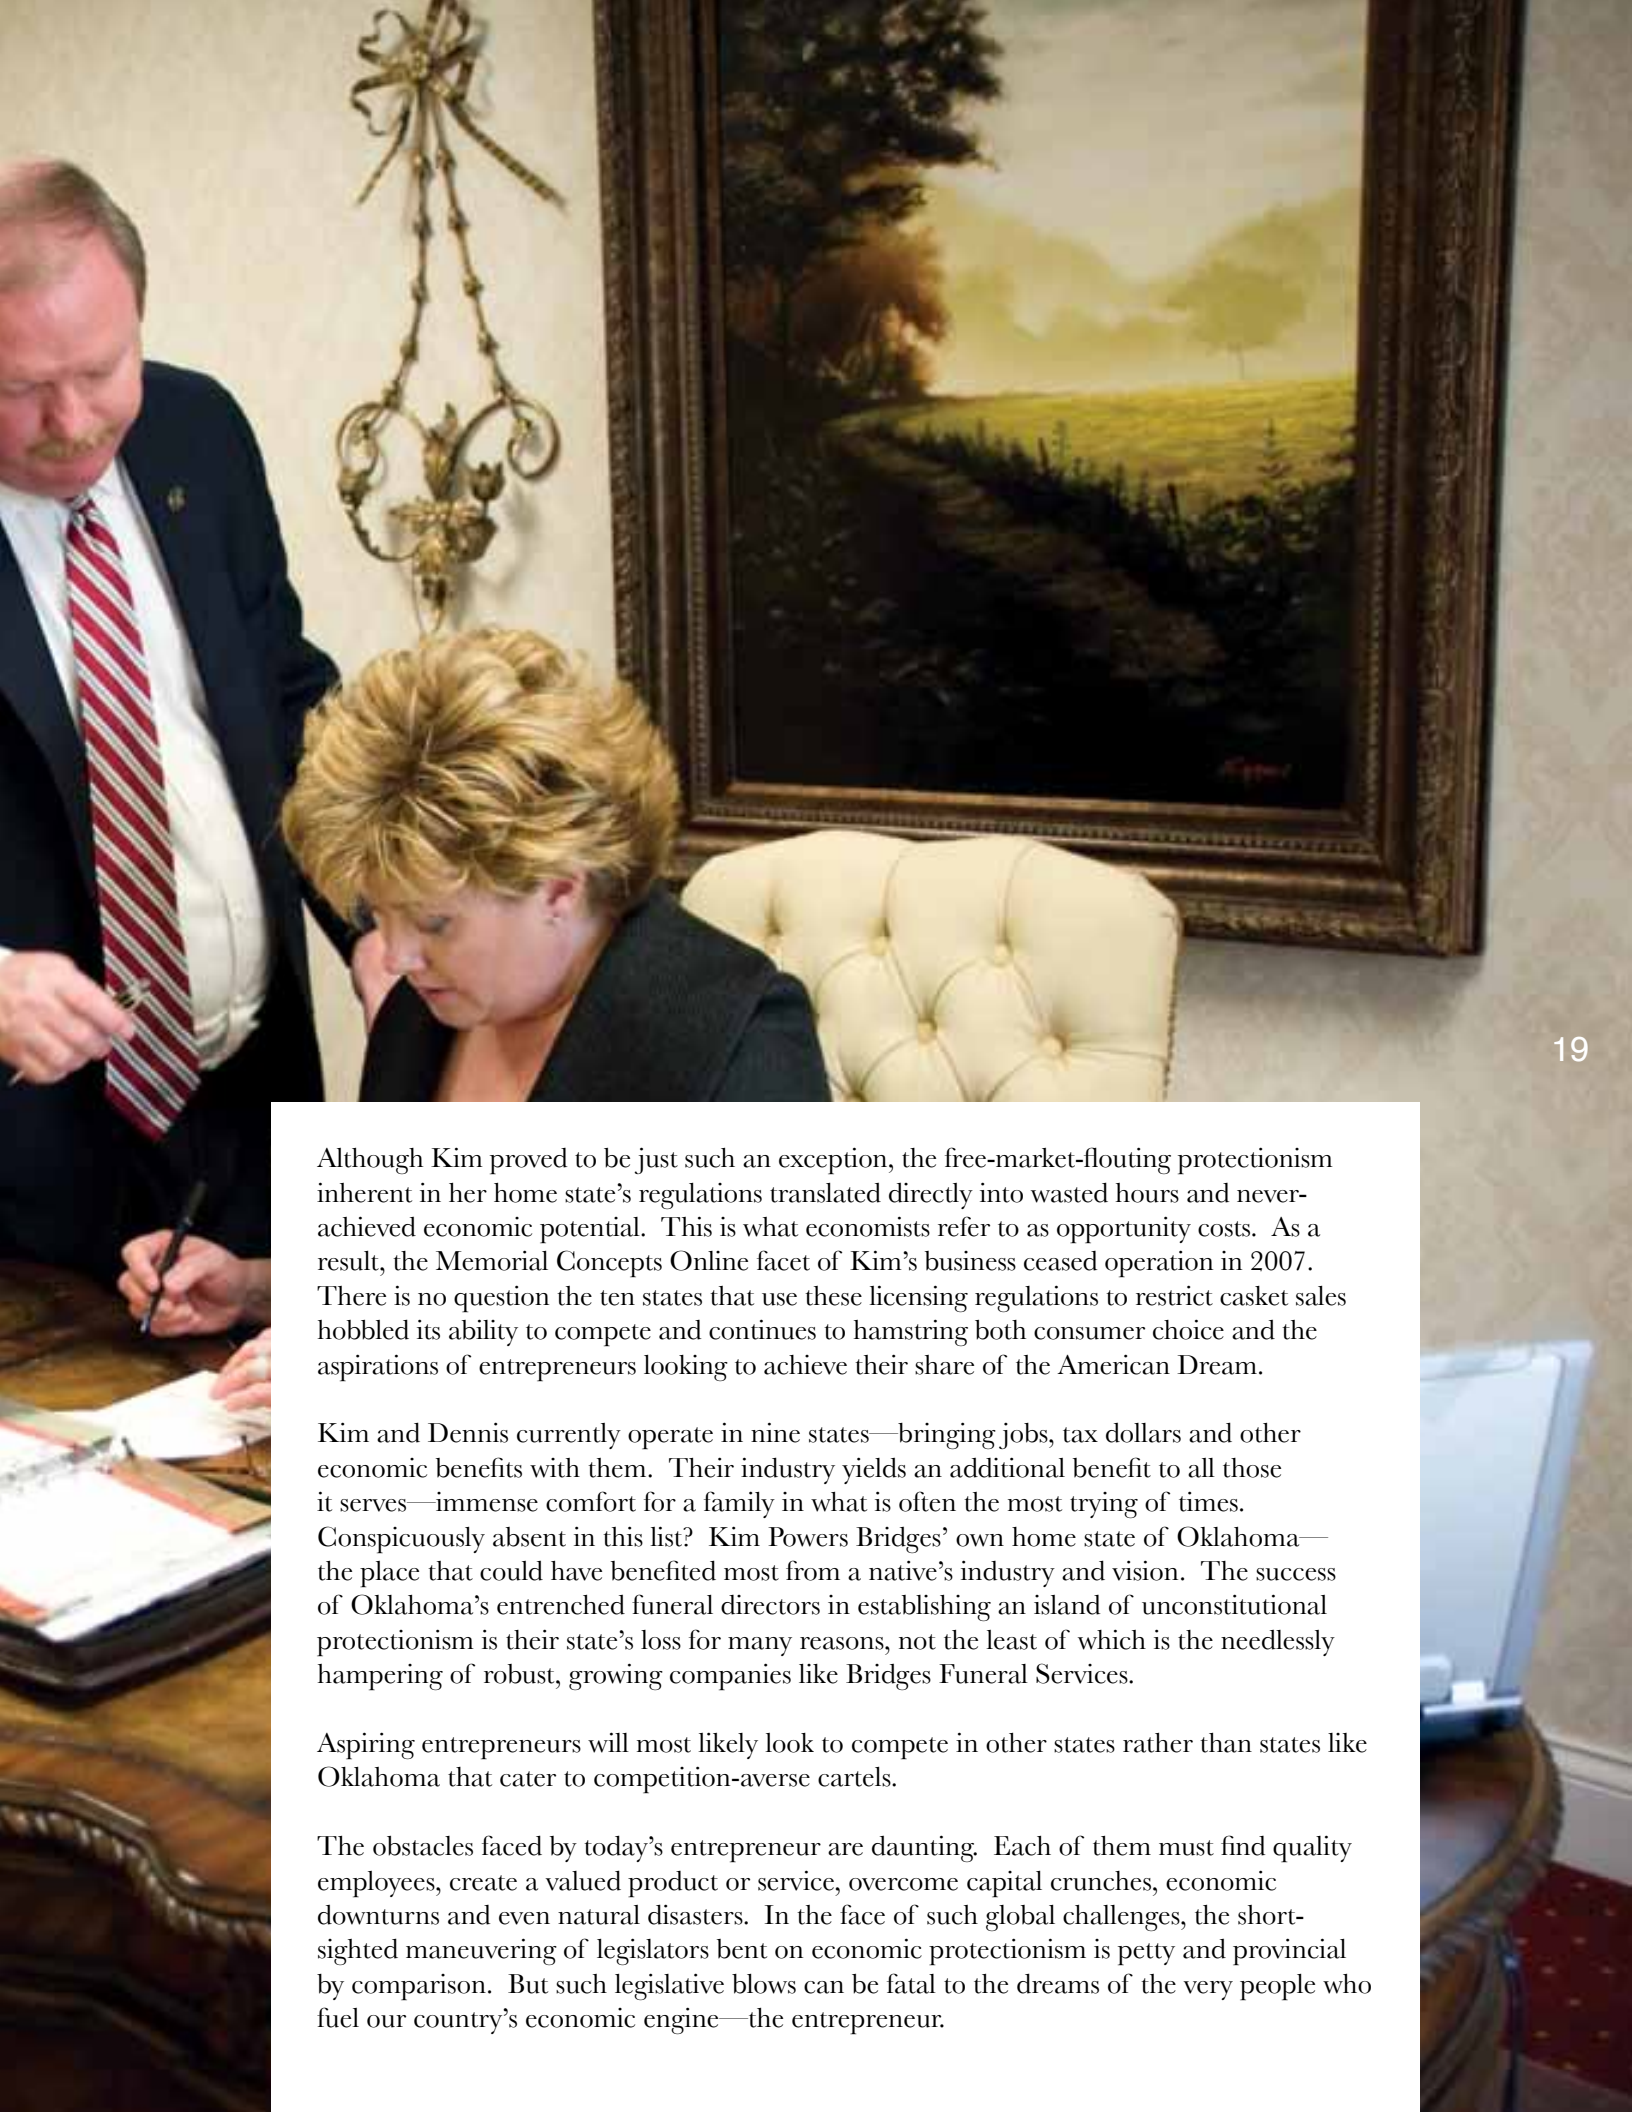 19
Although Kim proved to be just such an exception, the free-market-flouting protectionism
inherent in her home state’s regulations translated directly into wasted hours and never-
achieved economic potential.  This is what economists refer to as opportunity costs.  As a
result, the Memorial Concepts Online facet of Kim’s business ceased operation in 2007.
There is no question the ten states that use these licensing regulations to restrict casket sales
hobbled its ability to compete and continues to hamstring both consumer choice and the
aspirations of entrepreneurs looking to achieve their share of the American Dream.
Kim and Dennis currently operate in nine states—bringing jobs, tax dollars and other
economic benefits with them.  Their industry yields an additional benefit to all those
it serves—immense comfort for a family in what is often the most trying of times.
Conspicuously absent in this list?  Kim Powers Bridges’ own home state of Oklahoma—
the place that could have benefited most from a native’s industry and vision.  The success
of Oklahoma’s entrenched funeral directors in establishing an island of unconstitutional
protectionism is their state’s loss for many reasons, not the least of which is the needlessly
hampering of robust, growing companies like Bridges Funeral Services.
Aspiring entrepreneurs will most likely look to compete in other states rather than states like
Oklahoma that cater to competition-averse cartels.
The obstacles faced by today’s entrepreneur are daunting.  Each of them must find quality
employees, create a valued product or service, overcome capital crunches, economic
downturns and even natural disasters.  In the face of such global challenges, the short-
sighted maneuvering of legislators bent on economic protectionism is petty and provincial
by comparison.  But such legislative blows can be fatal to the dreams of the very people who
fuel our country’s economic engine—the entrepreneur.